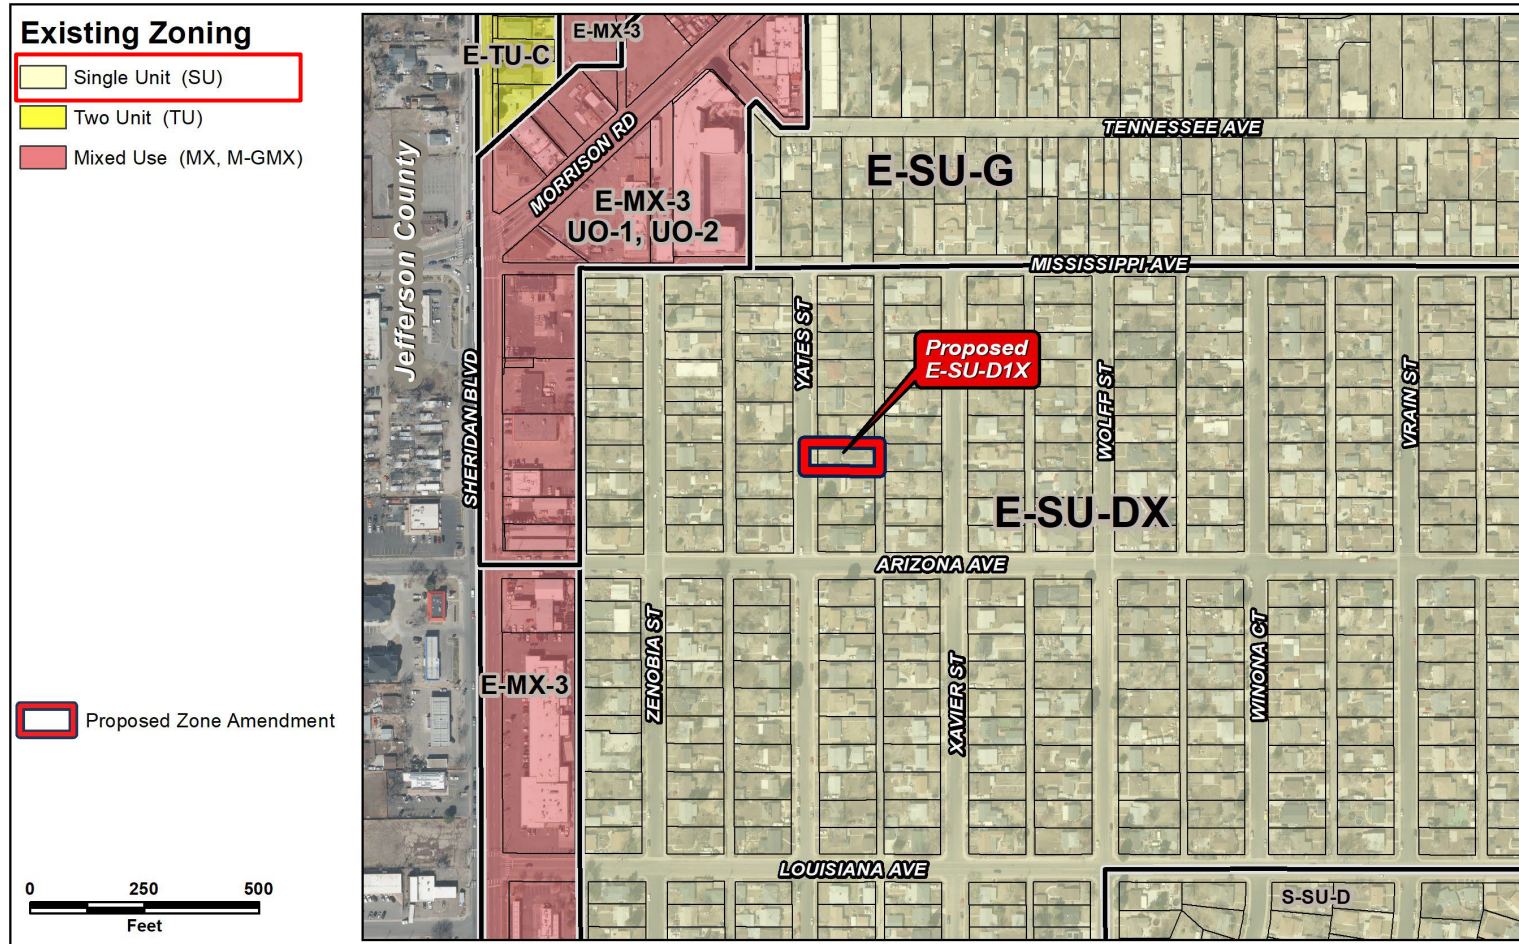 Existing Zoning
Single Unit (SU)
Two Unit (TU)
Mixed Use (MX, M-GMX)
Proposed Zone Amendment
0 250 500
Feet
E-TU-C
E-MX-3
Jefferson County
MORRISON RD
TENNESSEE AVE
E-SU-G
E-MX-3
UO-1, UO-2
MISSISSIPPI AVE
SHERIDAN BLVD
YATES ST
Proposed
E-SU-D1X
WOLFF ST
VRAIN ST
E-SU-DX
ARIZONA AVE
E-MX-3
ZENOBIA ST
XAVIER ST
WINONA CT
LOUISIANA AVE
S-SU-D